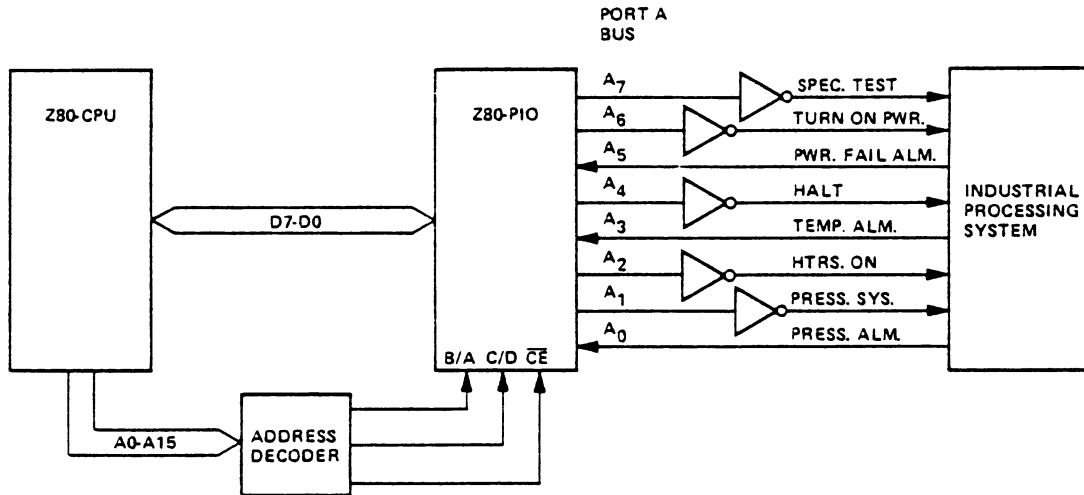 PORT A
BUS
Z80-CPU
Z80-PIO
A7
SPEC. TEST
A6
TURN ON PWR.
A5
PWR. FAIL ALM.
A4
HALT
INDUSTRIAL
PROCESSING
SYSTEM
D7-D0
A3
TEMP. ALM.
A2
HTRS. ON
A1
PRESS. SYS.
A0
PRESS. ALM.
B/A C/D CE
A0-A15
ADDRESS
DECODER